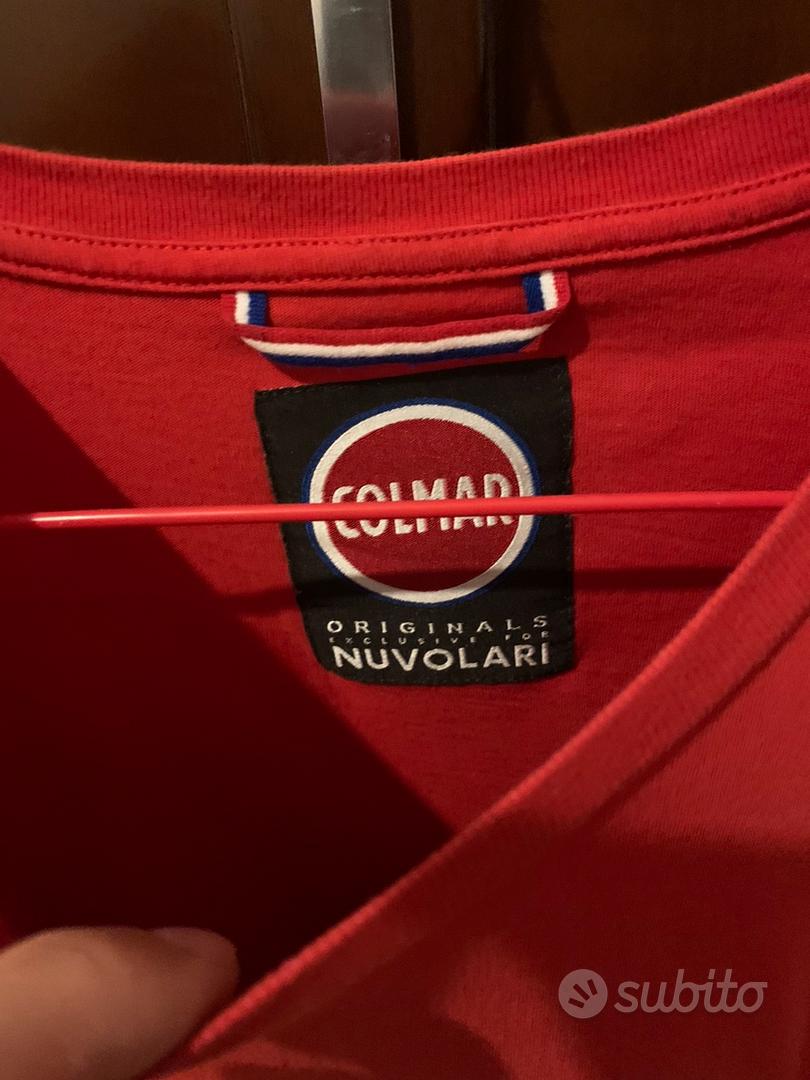 COLMAR
ORIGINALS
EXCLUSIVE FOR
NUVOLARI
subito